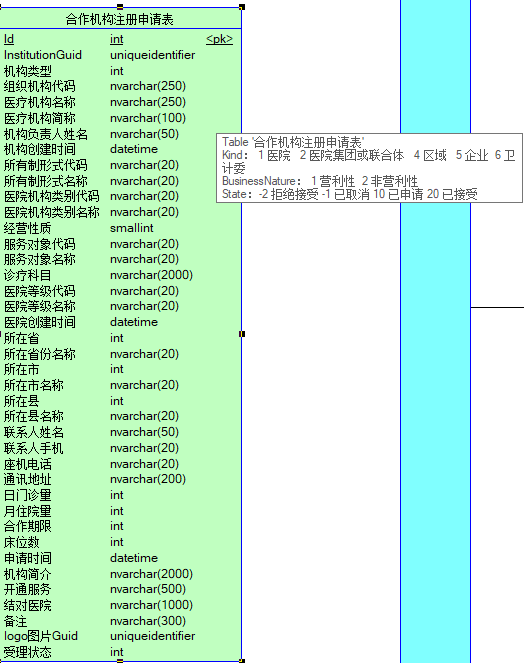 合作机构注册申请表
Id int <pk>
InstitutionGuid uniqueidentifier
机构类型 int
组织机构代码 nvarchar(250)
医疗机构名称 nvarchar(250)
医疗机构简称 nvarchar(100)
机构负责人姓名 nvarchar(50)
机构创建时间 datetime
所有制形式代码 nvarchar(20)
所有制形式名称 nvarchar(20)
医院机构类别代码 nvarchar(20)
医院机构类别名称 nvarchar(20)
经营性质 smallint
服务对象代码 nvarchar(20)
服务对象名称 nvarchar(20)
诊疗科目 nvarchar(2000)
医院等级代码 nvarchar(20)
医院等级名称 nvarchar(20)
医院创建时间 datetime
所在省 int
所在省份名称 nvarchar(20)
所在市 int
所在市名称 nvarchar(20)
所在县 int
所在县名称 nvarchar(20)
联系人姓名 nvarchar(50)
联系人手机 nvarchar(20)
座机电话 nvarchar(20)
通讯地址 nvarchar(200)
日门诊量 int
月住院量 int
合作期限 int
床位数 int
申请时间 datetime
机构简介 nvarchar(2000)
开通服务 nvarchar(500)
结对医院 nvarchar(1000)
备注 nvarchar(300)
logo图片Guid uniqueidentifier
受理状态 int
Table '合作机构注册申请表'
Kind： 1 医院 2 医院集团或联合体 4 区域 5 企业 6 卫
计委
BusinessNature： 1 营利性 2 非营利性
State：-2 拒绝接受 -1 已取消 10 已申请 20 已接受